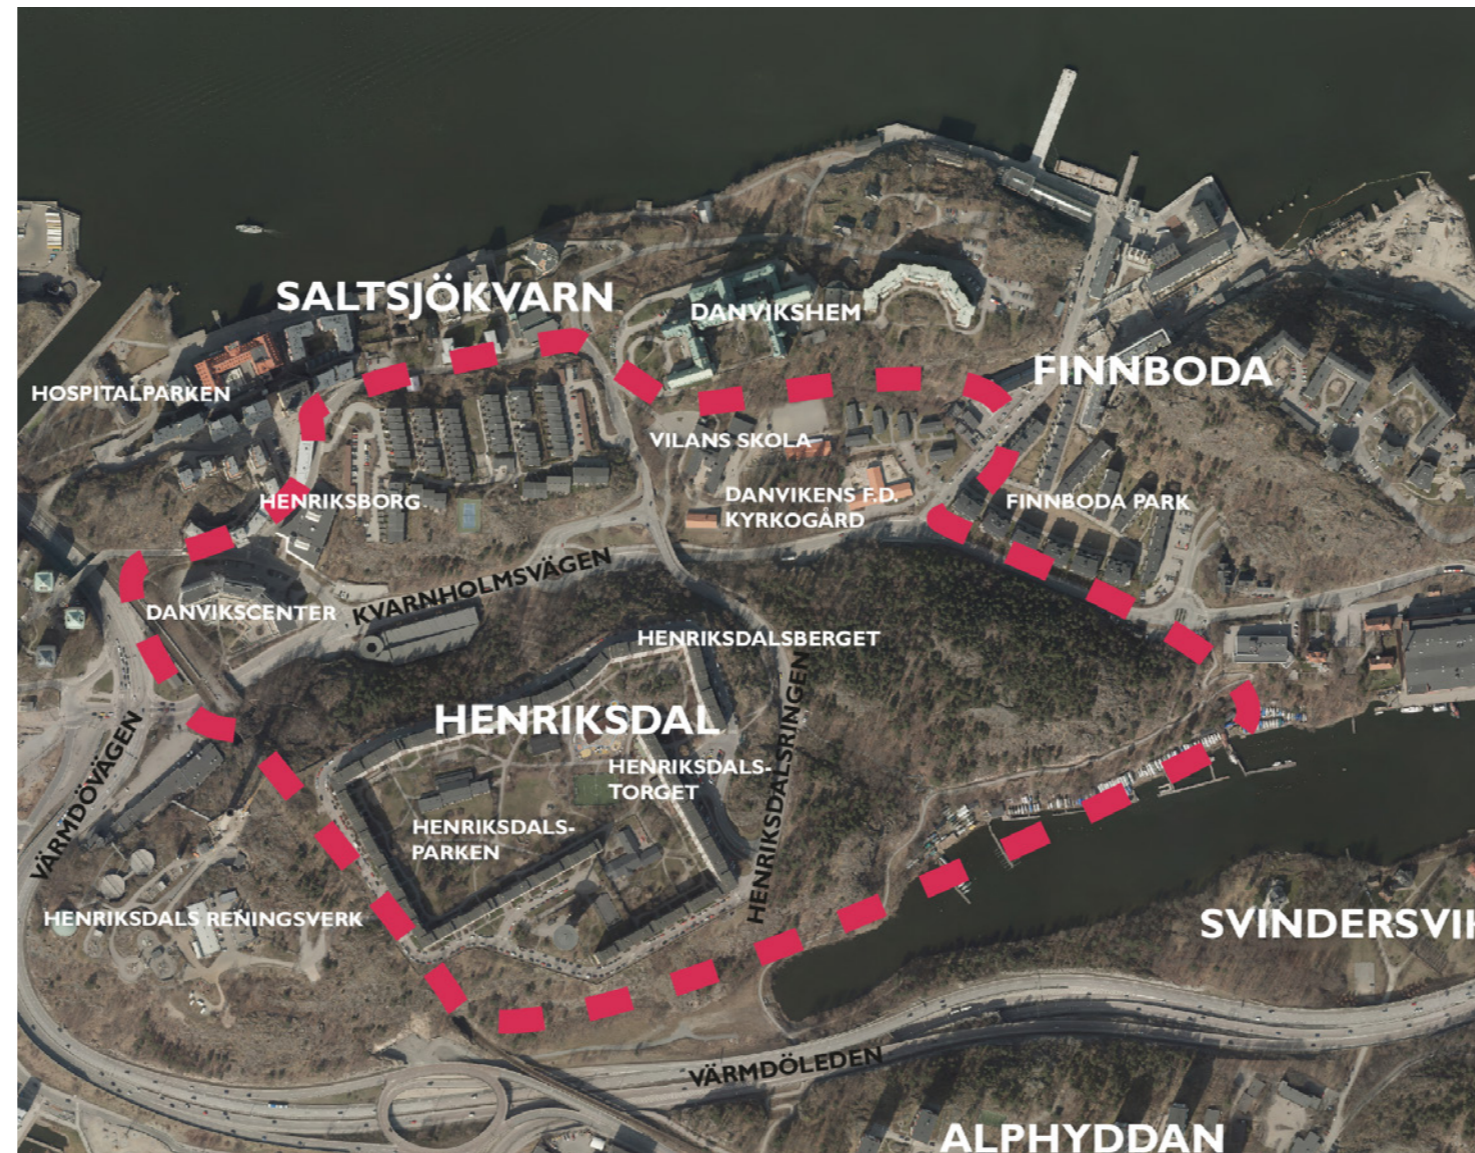 SALTSJÖKVARN
DANVIKSHEM
FINNBODA
HOSPITALPARKEN
VILANS SKOLA
HENRIKSBORG
DANVIKENS F.D.
KYRKOGÅRD
FINNBODA PARK
KVARNHOLMSVÄGEN
DANVIKSCENTER
HENRIKSDALSBERGET
HENRIKSDAL
HENRIKSDALSRINGEN
HENRIKSDALS-
TORGET
VÄRMDÖVÄGEN
HENRIKSDALS-
PARKEN
HENRIKSDALS RENINGSVERK
SVINDERSVIK
VÄRMDÖLEDEN
ALPHYDDAN